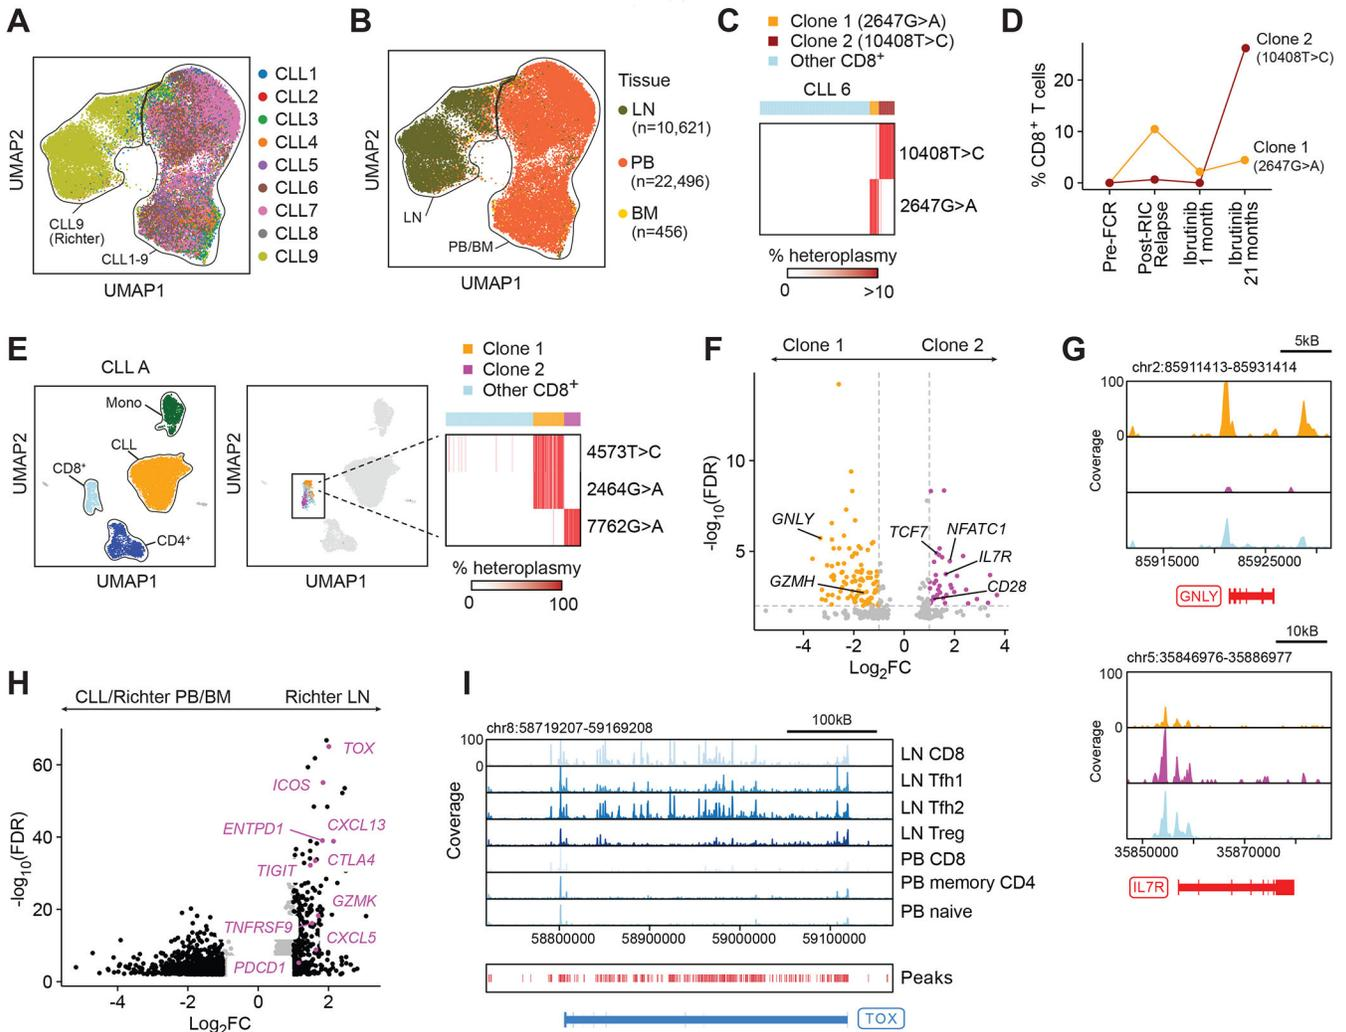 A
UMAP2
UMAP1
CLL9
(Richter)
CLL1-9
CLL1
CLL2
CLL3
CLL4
CLL5
CLL6
CLL7
CLL8
CLL9
B
UMAP2
UMAP1
LN
PB/BM
Tissue
LN
(n=10,621)
PB
(n=22,496)
BM
(n=456)
C
Clone 1 (2647G>A)
Clone 2 (10408T>C)
Other CD8+
CLL 6
10408T>C
2647G>A
% heteroplasmy
0 >10
D
% CD8+ T cells
20
10
0
Clone 2
(10408T>C)
Clone 1
(2647G>A)
Pre-FCR
Post-RIC
Relapse
Ibrutinib
1 month
Ibrutinib
21 months
E
CLL A
Mono
CLL
CD8+
CD4+
UMAP2
UMAP1
UMAP2
UMAP1
Clone 1
Clone 2
Other CD8+
4573T>C
2464G>A
7762G>A
% heteroplasmy
0 100
F
Clone 1 Clone 2
-log10(FDR)
10
5
GNLY
GZMH
TCF7
NFATC1
IL7R
CD28
-4 -2 0 2 4
Log2FC
G
5kB
chr2:85911413-85931414
100
0
Coverage
85915000 85925000
GNLY
10kB
chr5:35846976-35886977
100
0
Coverage
35850000 35870000
IL7R
H
CLL/Richter PB/BM Richter LN
-log10(FDR)
60
40
20
0
TOX
ICOS
ENTPD1
CXCL13
CTLA4
TIGIT
GZMK
TNFRSF9
CXCL5
PDCD1
-4 -2 0 2
Log2FC
I
100kB
chr8:58719207-59169208
100
0
Coverage
LN CD8
LN Tfh1
LN Tfh2
LN Treg
PB CD8
PB memory CD4
PB naive
58800000 58900000 59000000 59100000
Peaks
TOX